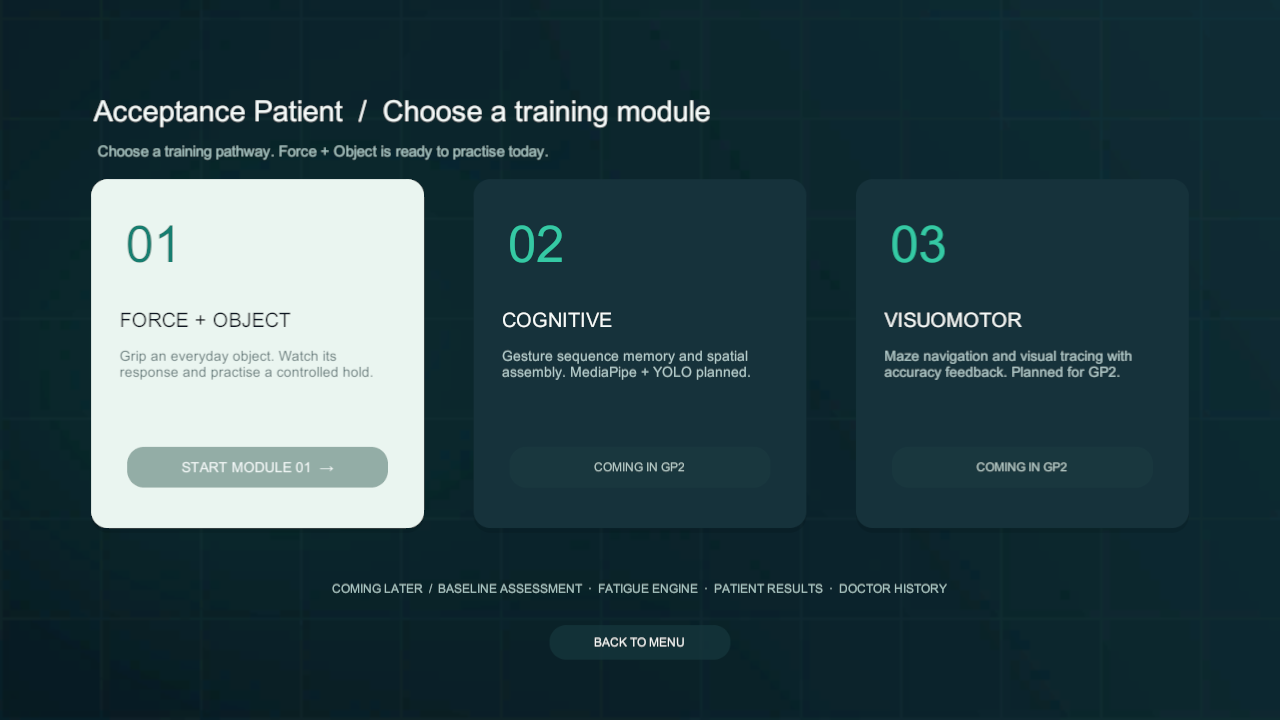 Acceptance Patient / Choose a training module
Choose a training pathway. Force + Object is ready to practise today.
01
FORCE + OBJECT
Grip an everyday object. Watch its
response and practise a controlled hold.
START MODULE 01 →
02
COGNITIVE
Gesture sequence memory and spatial
assembly. MediaPipe + YOLO planned.
COMING IN GP2
03
VISUOMOTOR
Maze navigation and visual tracing with
accuracy feedback. Planned for GP2.
COMING IN GP2
COMING LATER / BASELINE ASSESSMENT · FATIGUE ENGINE · PATIENT RESULTS · DOCTOR HISTORY
BACK TO MENU